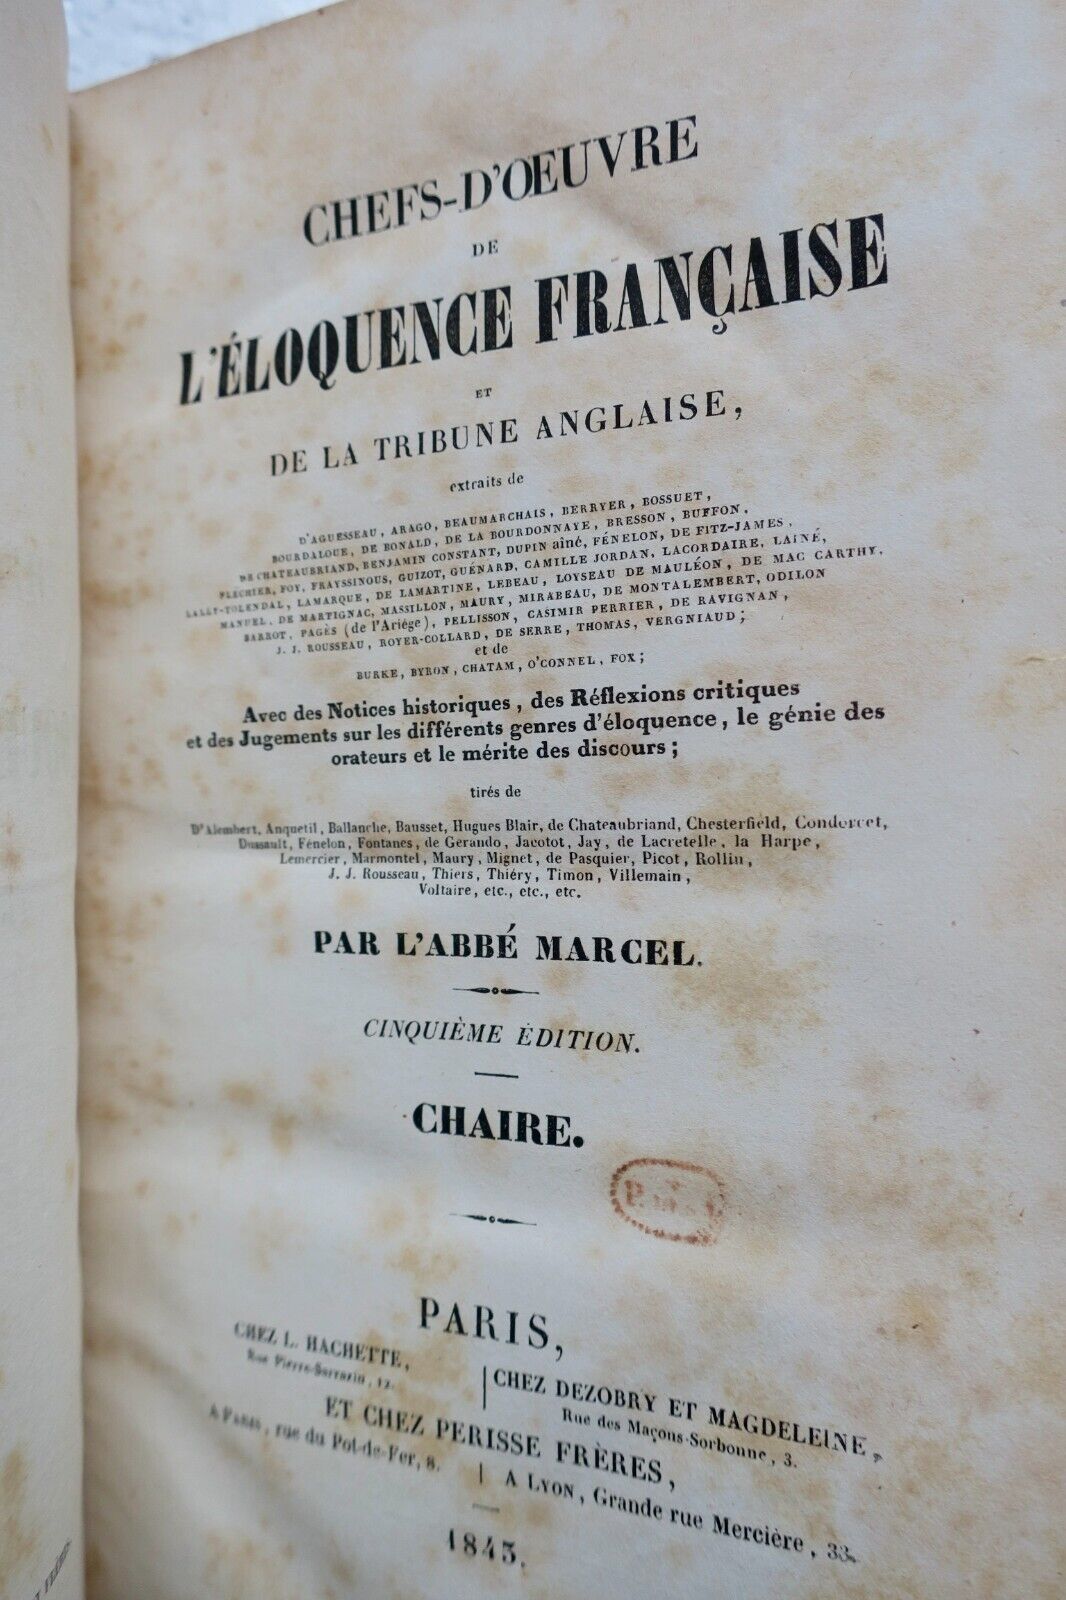 CHEFS-D'OEUVRE
DE
L'ÉLOQUENCE FRANÇAISE
ET
DE LA TRIBUNE ANGLAISE,
extraits de
D'AGUESSEAU, ARAGO, BEAUMARCHAIS, BERRYER, BOSSUET,
BOURDALOUE, DE BONALD, DE LA BOURDONNAYE, BRESSON, BUFFON,
DE CHATEAUBRIAND, BENJAMIN CONSTANT, DUPIN aîné, FÉNELON, DE FITZ-JAMES,
FLÉCHIER, FOY, FRAYSSINOUS, GUIZOT, GUÉNARD, CAMILLE JORDAN, LACORDAIRE, LAINÉ,
LALLY-TOLENDAL, LAMARQUE, DE LAMARTINE, LEBEAU, LOYSEAU DE MAULÉON, DE MAC CARTHY,
MANUEL, DE MARTIGNAC, MASSILLON, MAURY, MIRABEAU, DE MONTALEMBERT, ODILON
BARROT, PAGÈS (de l'Ariége), PELLISSON, CASIMIR PERRIER, DE RAVIGNAN,
J. J. ROUSSEAU, ROYER-COLLARD, DE SERRE, THOMAS, VERGNIAUD;
et de
BURKE, BYRON, CHATAM, O'CONNEL, FOX;
Avec des Notices historiques, des Réflexions critiques
et des Jugements sur les différents genres d'éloquence, le génie des
orateurs et le mérite des discours;
tirés de
D'Alembert, Anquetil, Ballanche, Bausset, Hugues Blair, de Chateaubriand, Chesterfield, Condorcet,
Dussault, Fénelon, Fontanes, de Gerando, Jacotot, Jay, de Lacretelle, la Harpe,
Lemercier, Marmontel, Maury, Mignet, de Pasquier, Picot, Rollin,
J. J. Rousseau, Thiers, Thiéry, Timon, Villemain,
Voltaire, etc., etc., etc.
PAR L'ABBÉ MARCEL.
CINQUIÈME ÉDITION.
CHAIRE.
PARIS,
CHEZ L. HACHETTE,
Rue Pierre-Sarrazin, 12.
CHEZ DEZOBRY ET MAGDELEINE,
Rue des Maçons-Sorbonne, 3.
ET CHEZ PERISSE FRÈRES,
A PARIS, rue du Pot-de-Fer, 8.
A LYON, Grande rue Mercière, 33.
1843.